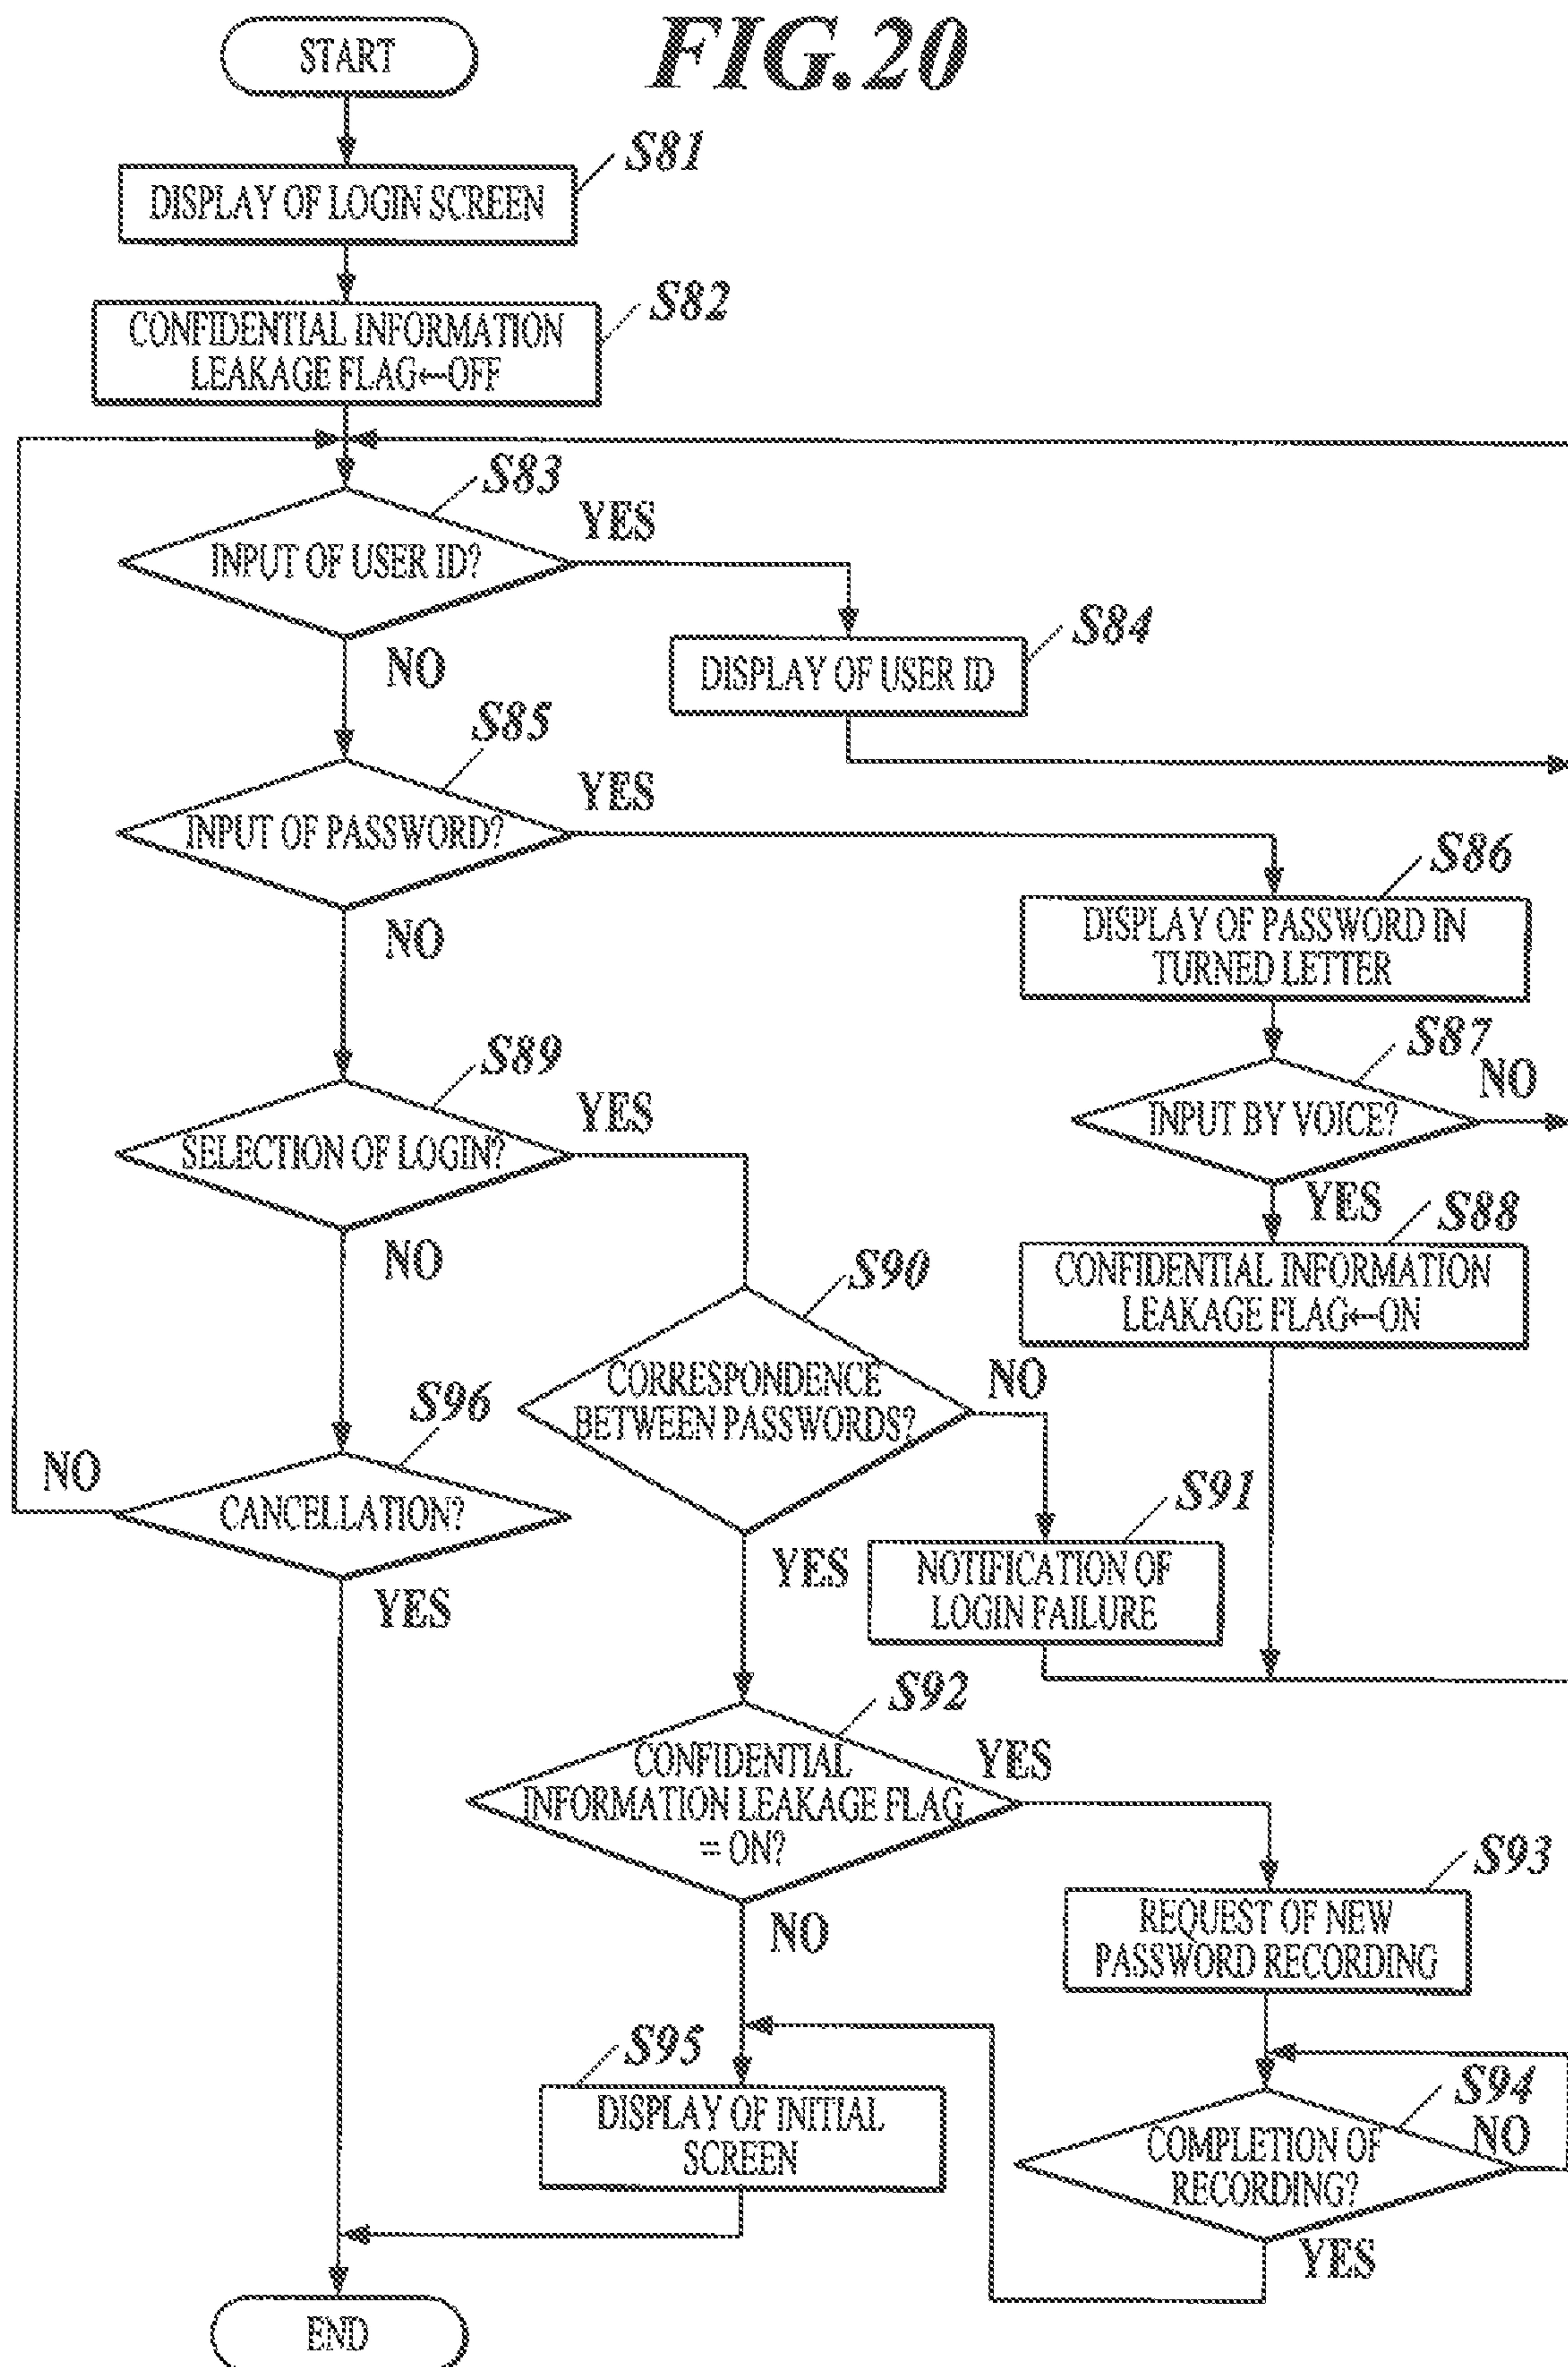 FIG.20
START
S81
DISPLAY OF LOGIN SCREEN
S82
CONFIDENTIAL INFORMATION
LEAKAGE FLAG←OFF
S83
INPUT OF USER ID?
YES
NO
S84
DISPLAY OF USER ID
S85
INPUT OF PASSWORD?
YES
NO
S86
DISPLAY OF PASSWORD IN
TURNED LETTER
S87
INPUT BY VOICE?
NO
YES
S88
CONFIDENTIAL INFORMATION
LEAKAGE FLAG←ON
S89
SELECTION OF LOGIN?
YES
NO
S90
CORRESPONDENCE
BETWEEN PASSWORDS?
NO
YES
S91
NOTIFICATION OF
LOGIN FAILURE
S96
CANCELLATION?
NO
YES
S92
CONFIDENTIAL
INFORMATION LEAKAGE FLAG
= ON?
YES
NO
S93
REQUEST OF NEW
PASSWORD RECORDING
S94
COMPLETION OF
RECORDING?
NO
YES
S95
DISPLAY OF INITIAL
SCREEN
END